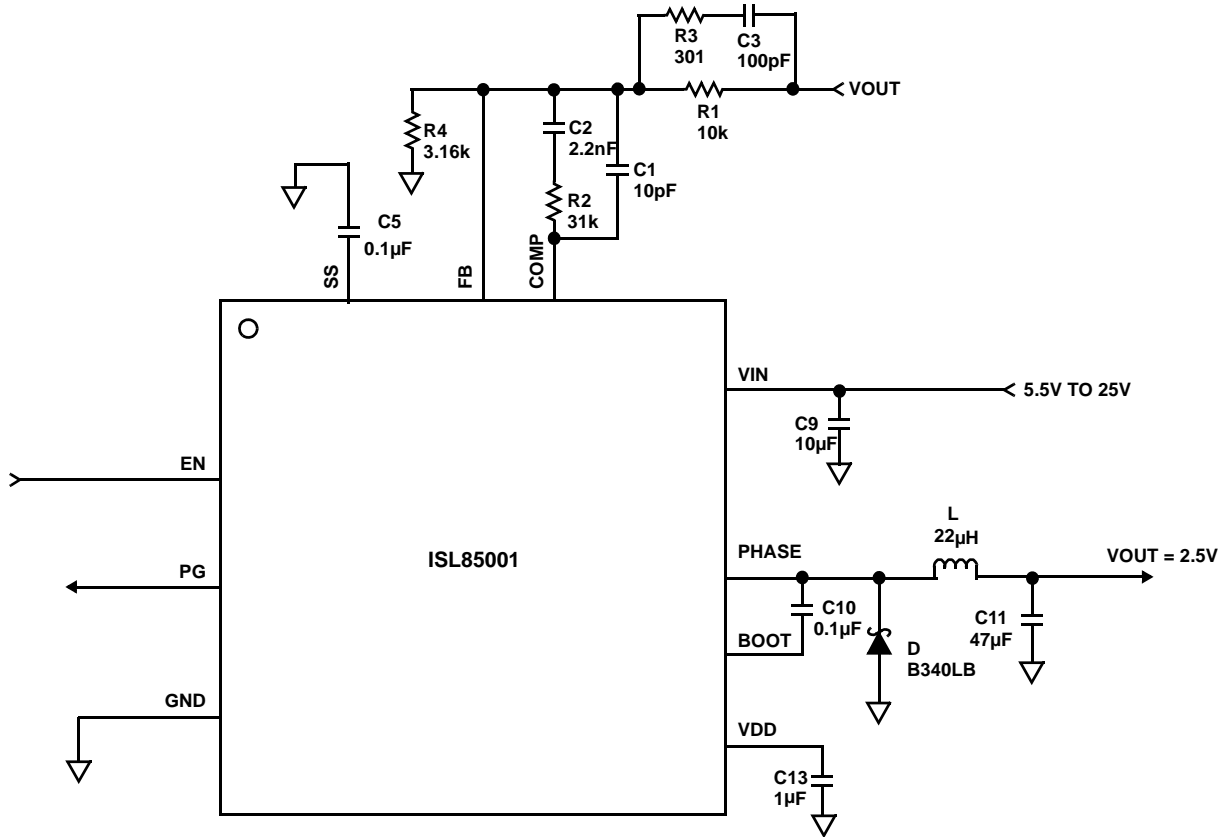 R3
301
C3
100pF
VOUT
R1
10k
R4
3.16k
C2
2.2nF
C1
10pF
R2
31k
C5
0.1µF
SS
FB
COMP
VIN
5.5V TO 25V
C9
10µF
EN
L
22µH
PHASE
VOUT = 2.5V
ISL85001
PG
C10
0.1µF
C11
47µF
BOOT
D
B340LB
GND
VDD
C13
1µF